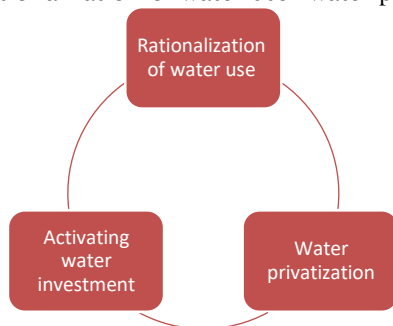 Rationalization
of water use
Activating
water
investment
Water
privatization